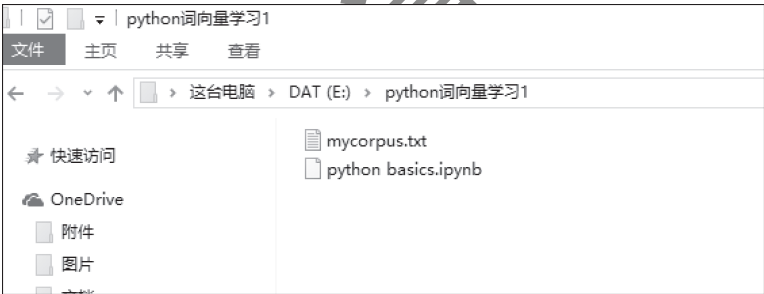 python词向量学习1
文件 主页 共享 查看
这台电脑 > DAT (E:) > python词向量学习1
快速访问
mycorpus.txt
python basics.ipynb
OneDrive
附件
图片